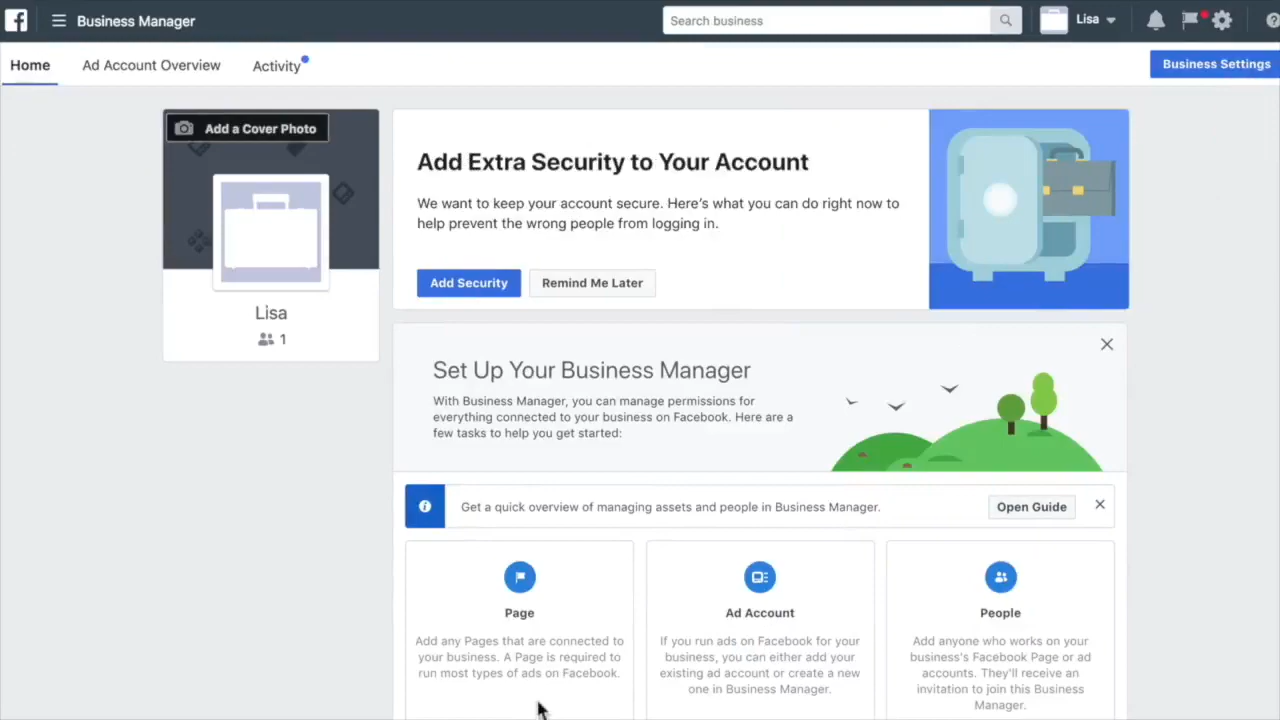 Business Manager
Search business
Lisa
Home
Ad Account Overview
Activity
Business Settings
Add a Cover Photo
Lisa
1
Add Extra Security to Your Account
We want to keep your account secure. Here's what you can do right now to
help prevent the wrong people from logging in.
Add Security
Remind Me Later
Set Up Your Business Manager
With Business Manager, you can manage permissions for
everything connected to your business on Facebook. Here are a
few tasks to help you get started:
Get a quick overview of managing assets and people in Business Manager.
Open Guide
Page
Add any Pages that are connected to
your business. A Page is required to
run most types of ads on Facebook.
Ad Account
If you run ads on Facebook for your
business, you can either add your
existing ad account or create a new
one in Business Manager.
People
Add anyone who works on your
business's Facebook Page or ad
accounts. They'll receive an
invitation to join this Business
Manager.